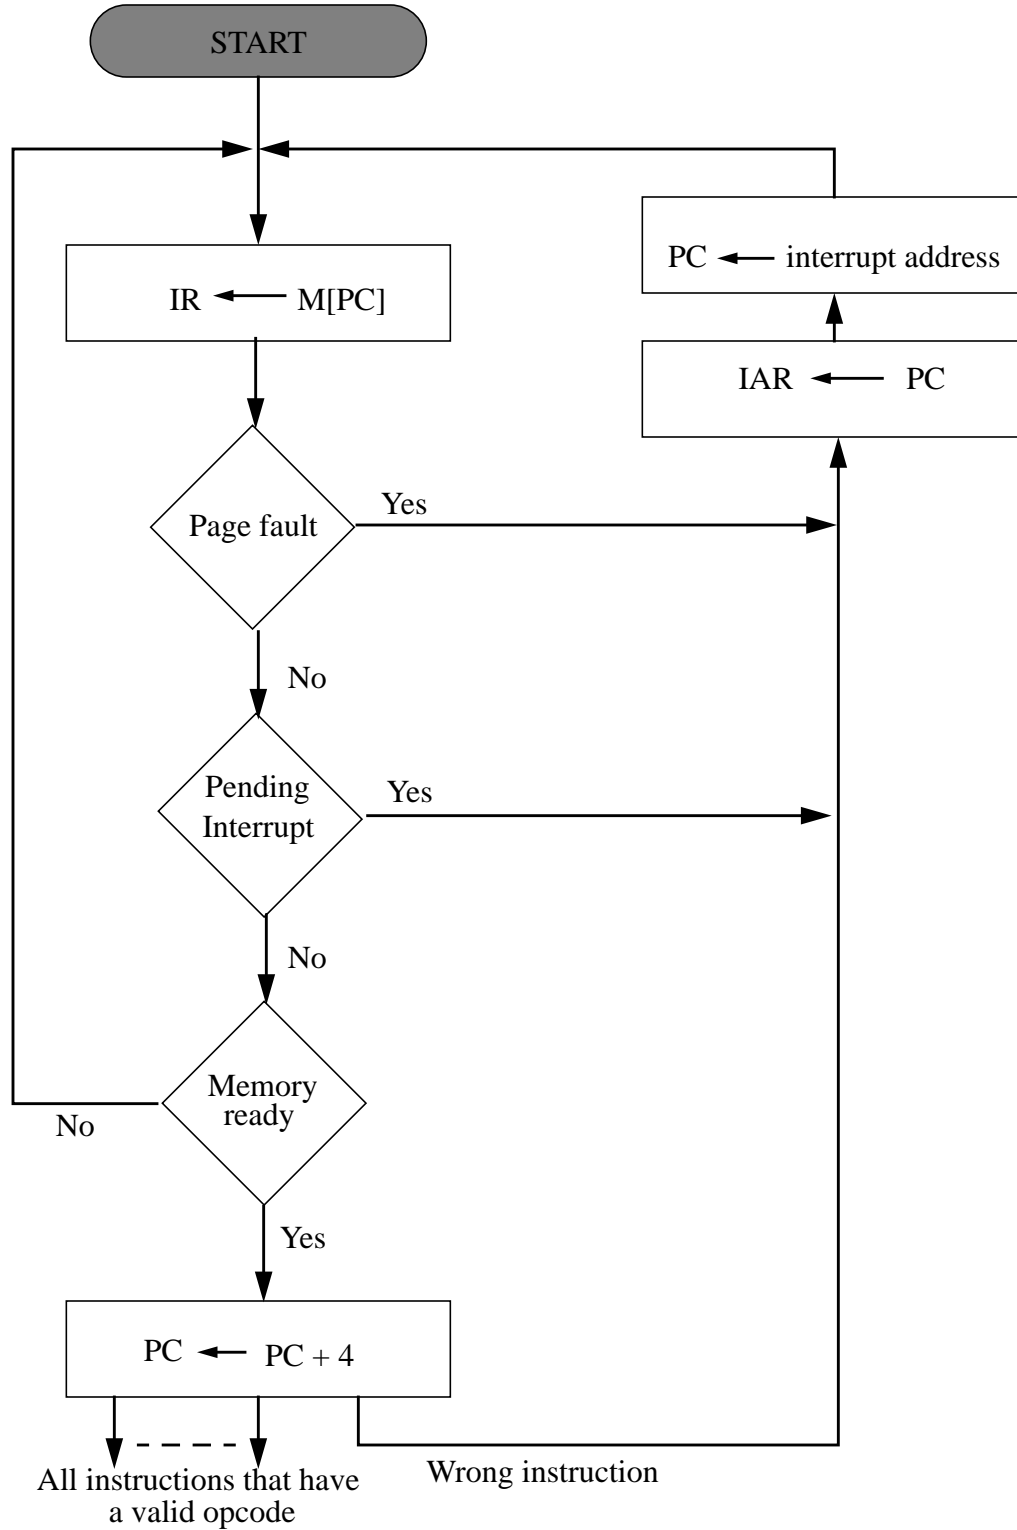 START
PC interrupt address
IR M[PC]
IAR PC
Page fault
Yes
No
Pending
Interrupt
Yes
No
Memory
ready
No
Yes
PC PC + 4
Wrong instruction
All instructions that have
a valid opcode